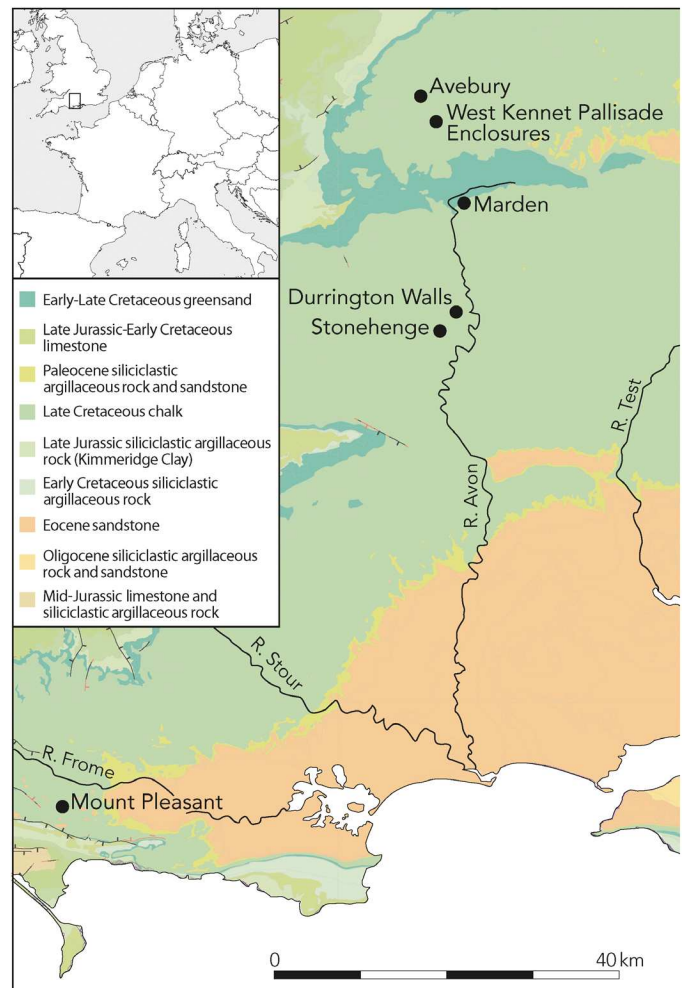 Avebury
West Kennet Pallisade
Enclosures
Marden
Durrington Walls
Stonehenge
R. Test
R. Avon
R. Stour
R. Frome
Mount Pleasant
Early-Late Cretaceous greensand
Late Jurassic-Early Cretaceous
limestone
Paleocene siliciclastic
argillaceous rock and sandstone
Late Cretaceous chalk
Late Jurassic siliciclastic argillaceous
rock (Kimmeridge Clay)
Early Cretaceous siliciclastic
argillaceous rock
Eocene sandstone
Oligocene siliciclastic argillaceous
rock and sandstone
Mid-Jurassic limestone and
siliciclastic argillaceous rock
0 40 km